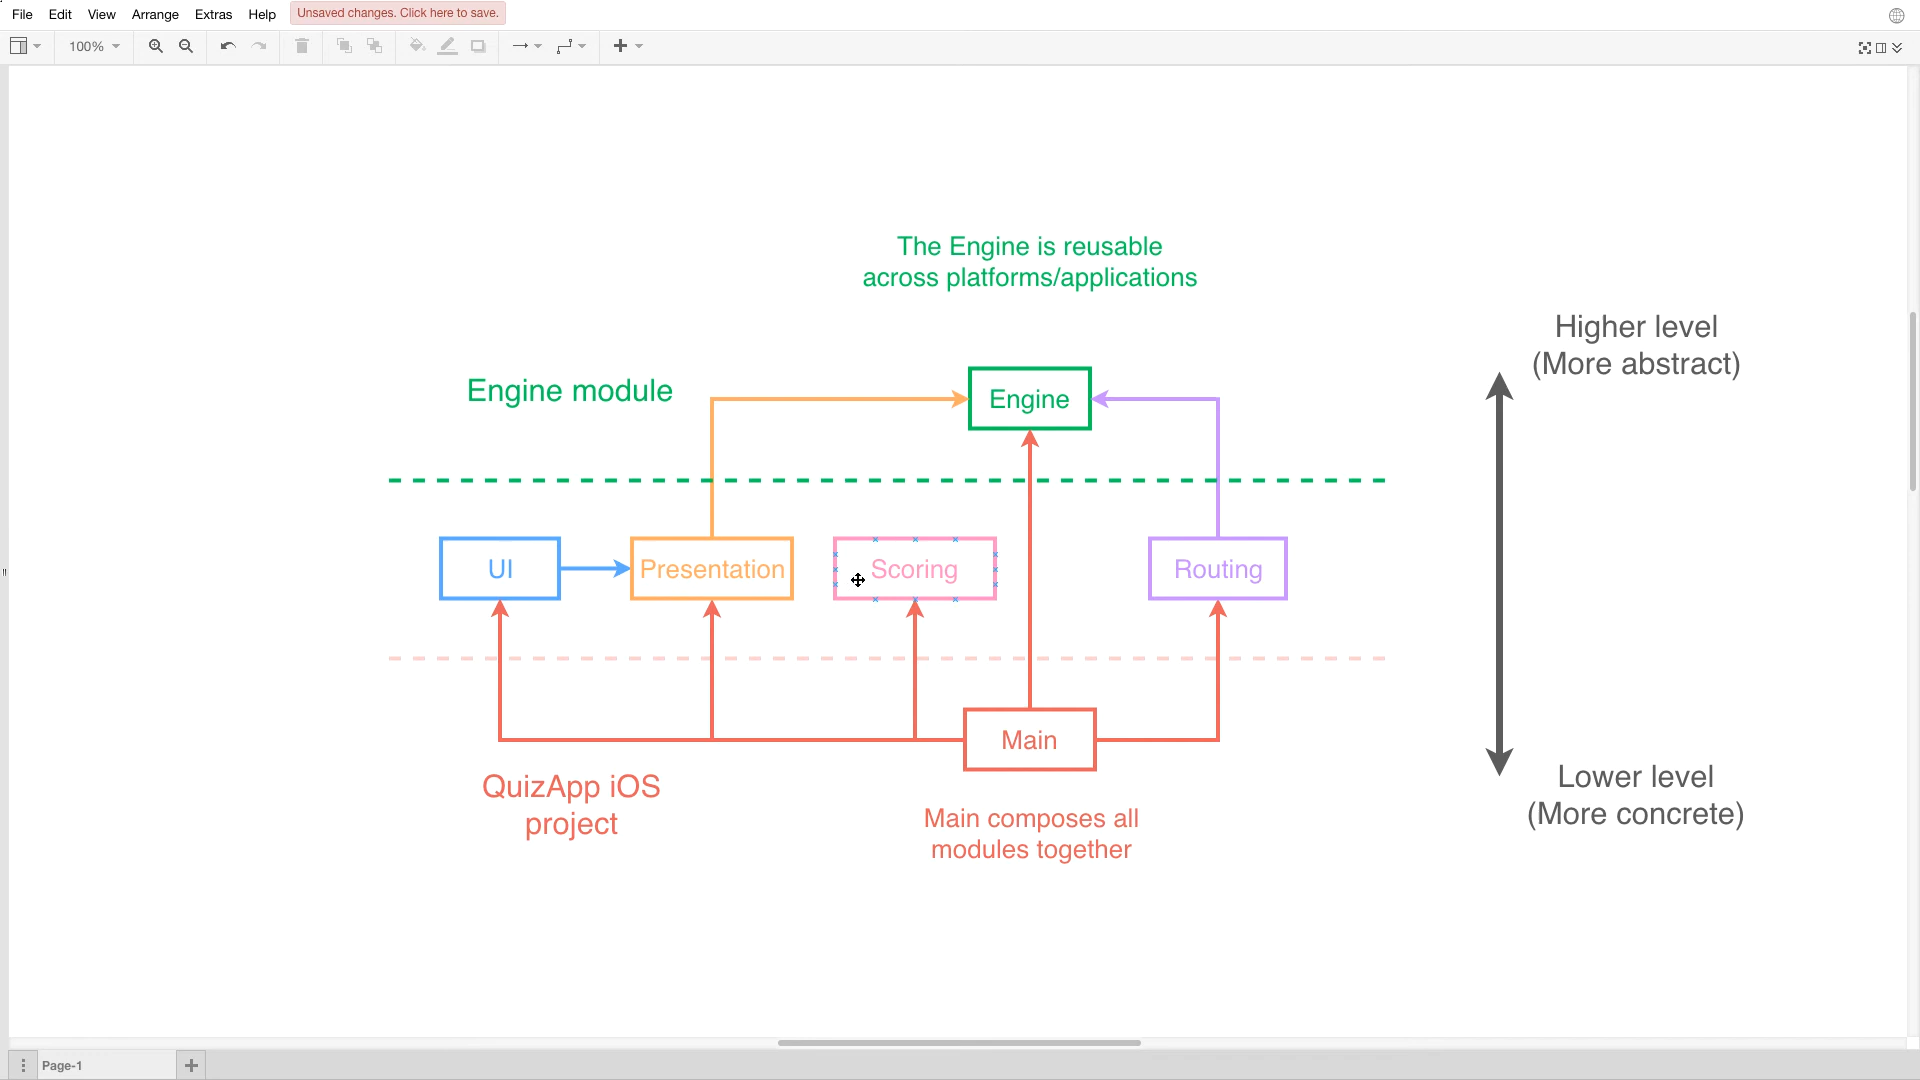 File Edit View Arrange Extras Help Unsaved changes. Click here to save.
100%
The Engine is reusable
across platforms/applications
Higher level
(More abstract)
Engine module
Engine
UI
Presentation
Scoring
Routing
Main
QuizApp iOS
project
Main composes all
modules together
Lower level
(More concrete)
Page-1